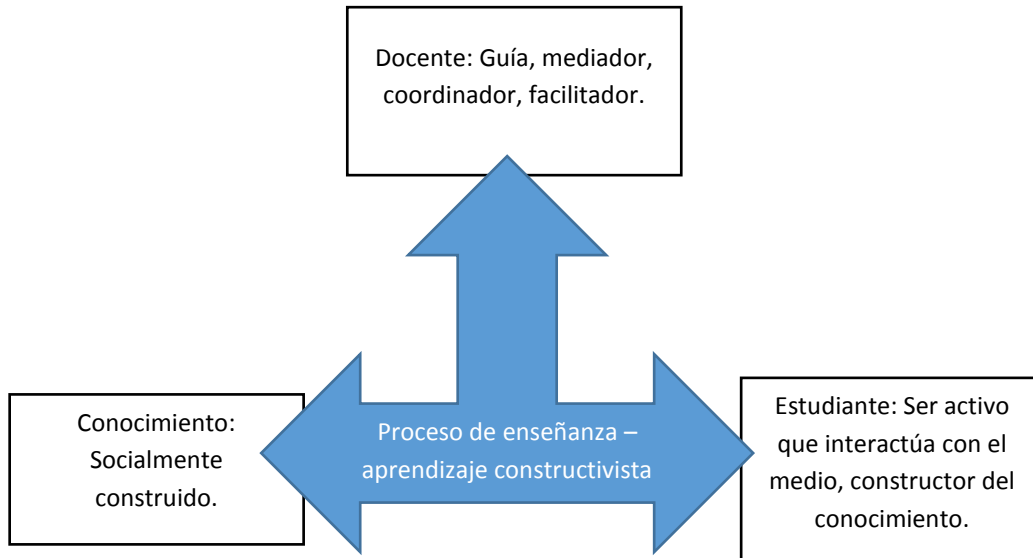 Docente: Guía, mediador,
coordinador, facilitador.
Conocimiento:
Socialmente
construido.
Proceso de enseñanza –
aprendizaje constructivista
Estudiante: Ser activo
que interactúa con el
medio, constructor del
conocimiento.